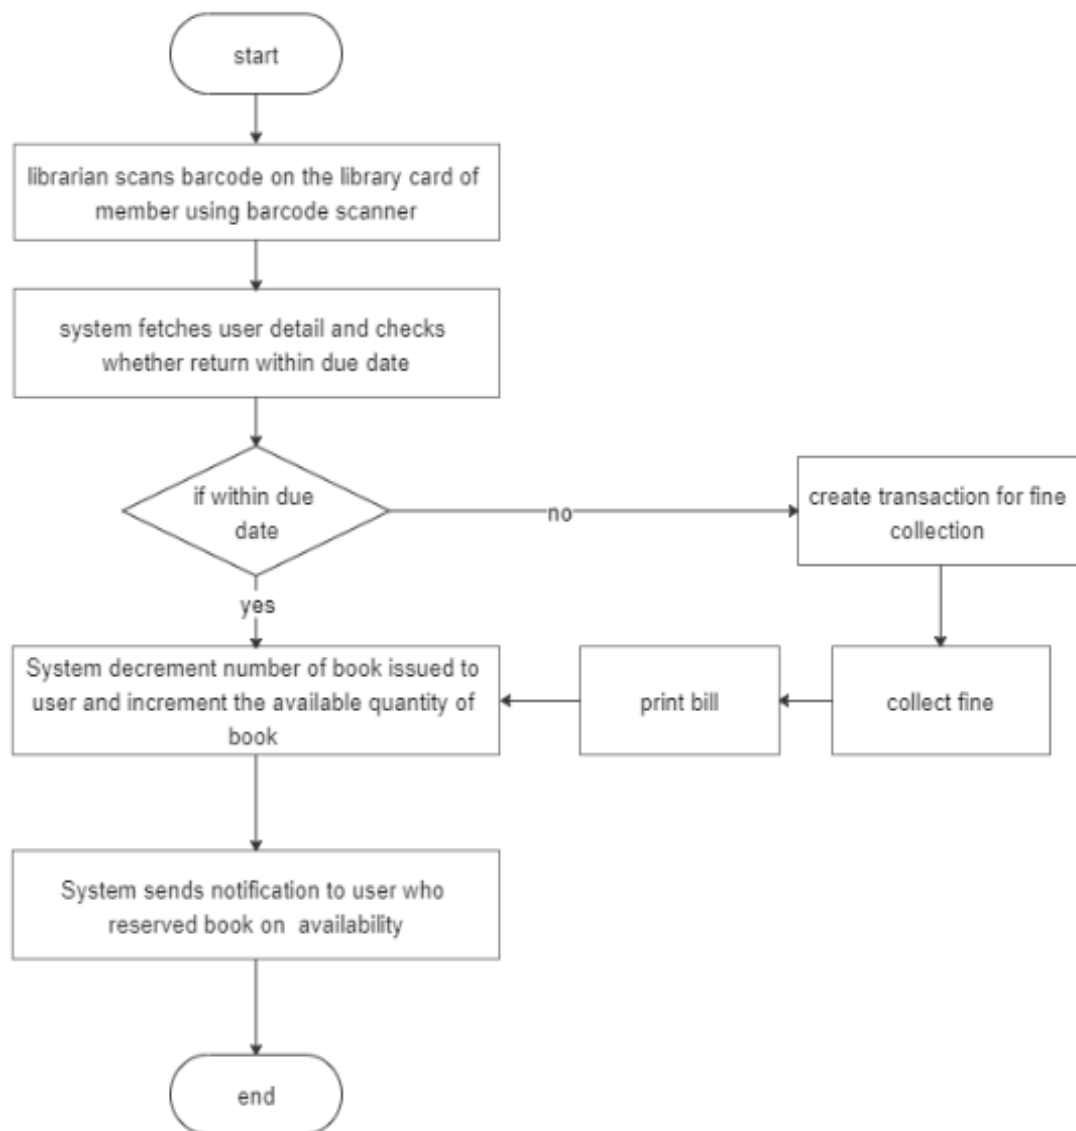 start
librarian scans barcode on the library card of
member using barcode scanner
system fetches user detail and checks
whether return within due date
if within due
date
no
create transaction for fine
collection
yes
System decrement number of book issued to
user and increment the available quantity of
book
print bill
collect fine
System sends notification to user who
reserved book on availability
end